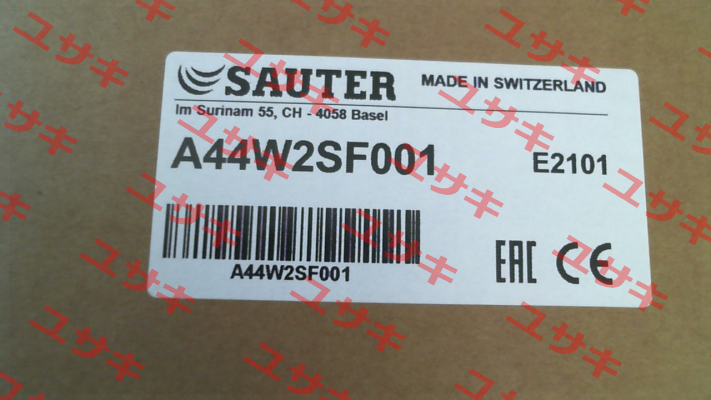 SAUTER MADE IN SWITZERLAND
Im Surinam 55, CH - 4058 Basel
A44W2SF001 E2101
A44W2SF001
EAC CE
ユサキ